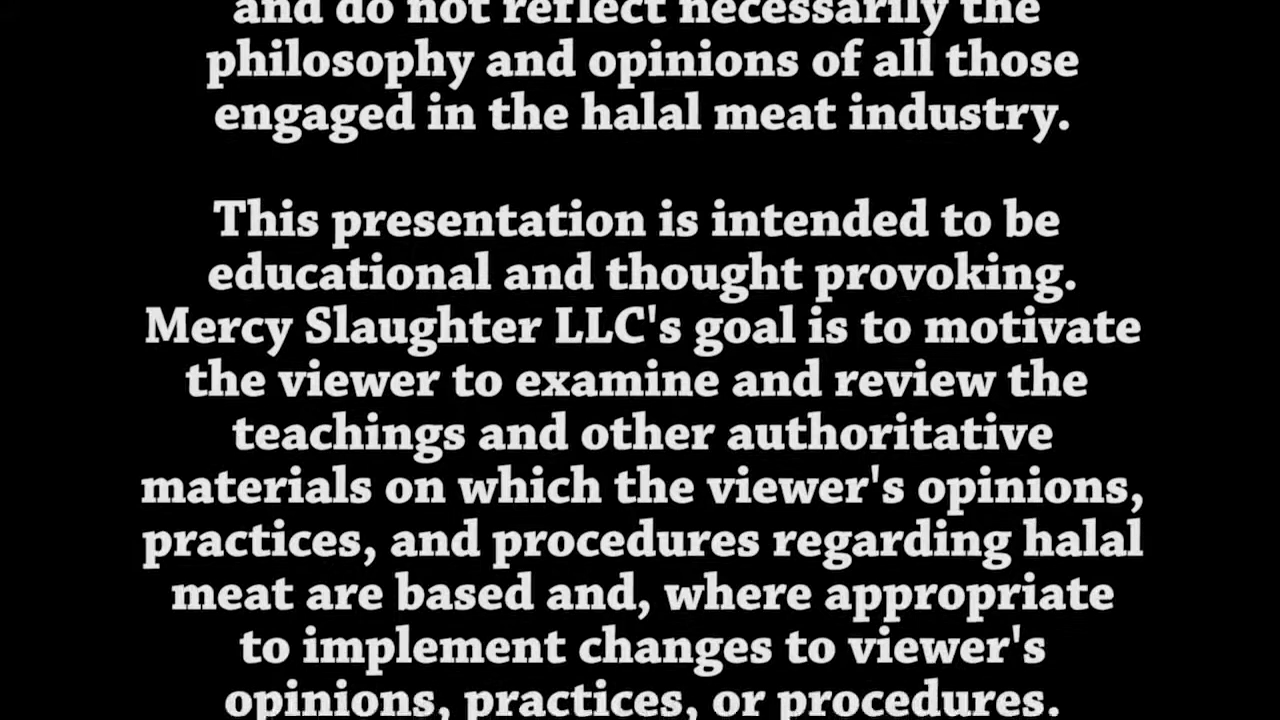 and do not reflect necessarily the
philosophy and opinions of all those
engaged in the halal meat industry.
This presentation is intended to be
educational and thought provoking.
Mercy Slaughter LLC's goal is to motivate
the viewer to examine and review the
teachings and other authoritative
materials on which the viewer's opinions,
practices, and procedures regarding halal
meat are based and, where appropriate
to implement changes to viewer's
opinions, practices, or procedures.